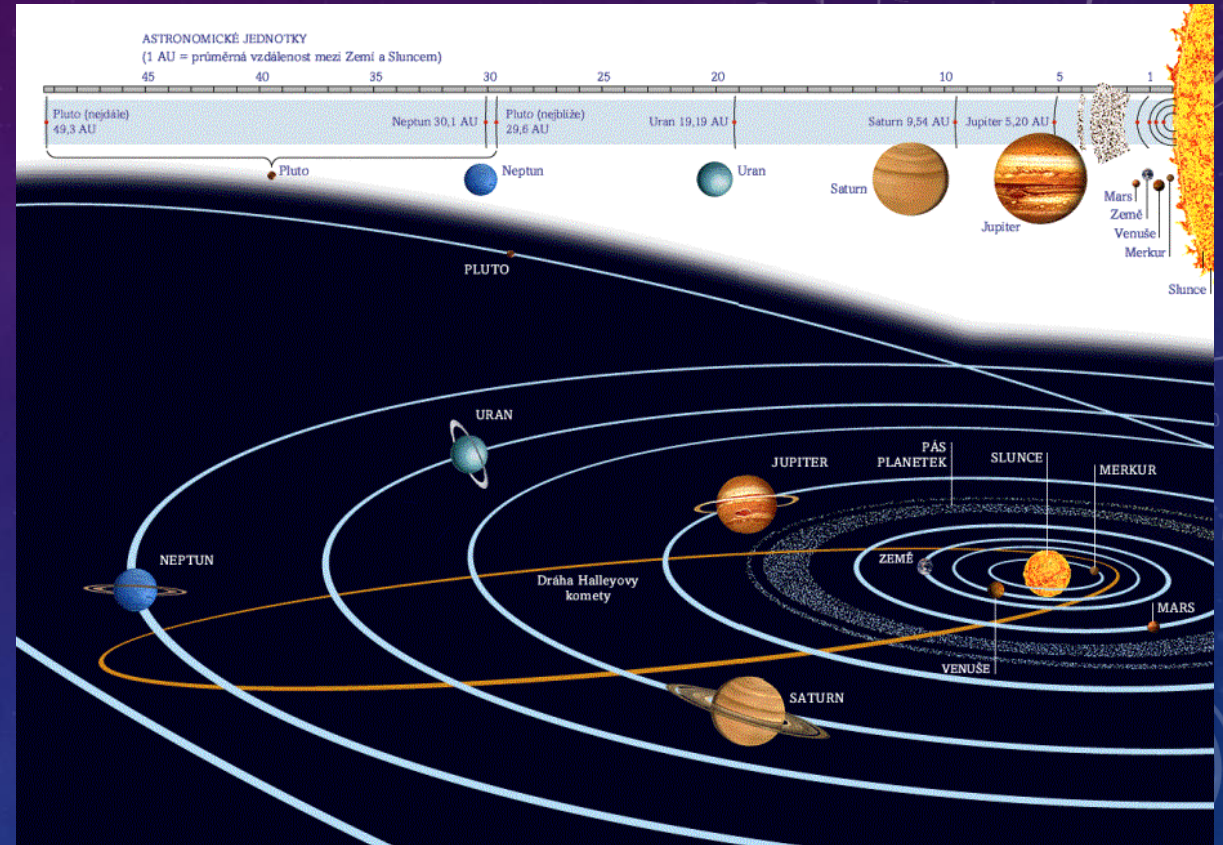 ASTRONOMICKÉ JEDNOTKY
(1 AU = průměrná vzdálenost mezi Zemí a Sluncem)
45 40 35 30 25 20 10 5 1
Pluto (nejdále)
49,3 AU
Neptun 30,1 AU
Pluto (nejblíže)
29,6 AU
Uran 19,19 AU
Saturn 9,54 AU
Jupiter 5,20 AU
Pluto
Neptun
Uran
Saturn
Jupiter
Mars
Země
Venuše
Merkur
Slunce
PLUTO
URAN
JUPITER
PÁS
PLANETEK
SLUNCE
MERKUR
NEPTUN
ZEMĚ
Dráha Halleyovy
komety
MARS
VENUŠE
SATURN